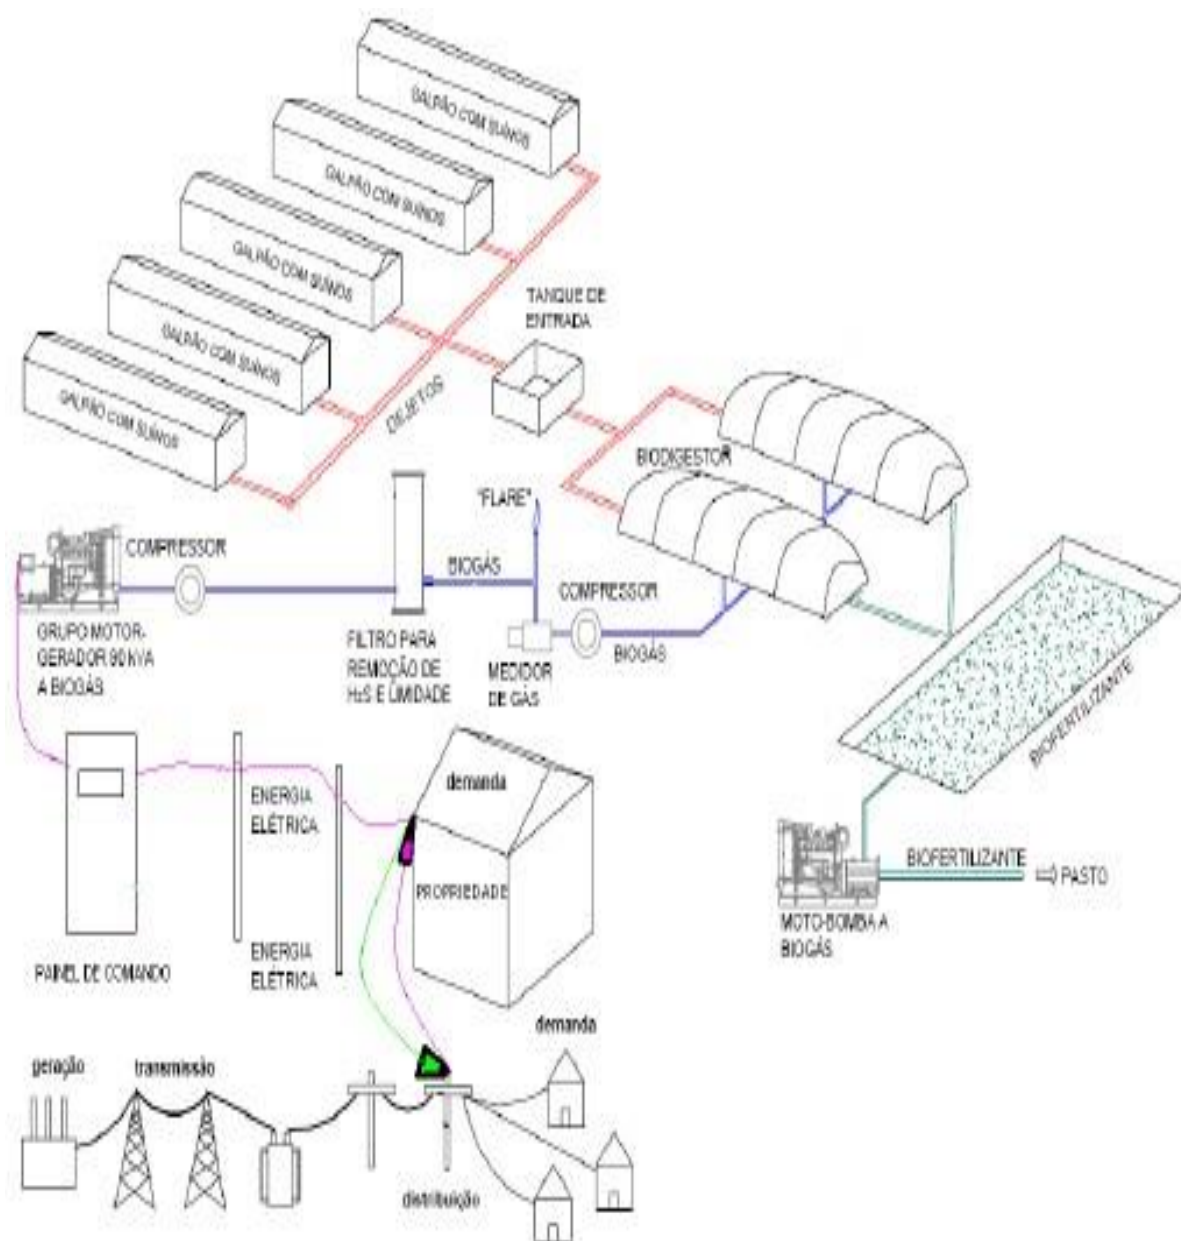 GALPÃO COM SUÍNOS
GALPÃO COM SUÍNOS
GALPÃO COM SUÍNOS
GALPÃO COM SUÍNOS
GALPÃO COM SUÍNOS
DEJETOS
TANQUE DE
ENTRADA
BIODIGESTOR
"FLARE"
COMPRESSOR
BIOGÁS
COMPRESSOR
GRUPO MOTOR-
GERADOR 90 kVA
A BIOGÁS
FILTRO PARA
REMOÇÃO DE
H2S E UMIDADE
MEDIDOR
DE GÁS
BIOGÁS
BIOFERTILIZANTE
demanda
ENERGIA
ELÉTRICA
PROPRIEDADE
BIOFERTILIZANTE
PASTO
MOTO-BOMBA A
BIOGÁS
PAINEL DE COMANDO
ENERGIA
ELÉTRICA
demanda
geração
transmissão
distribuição